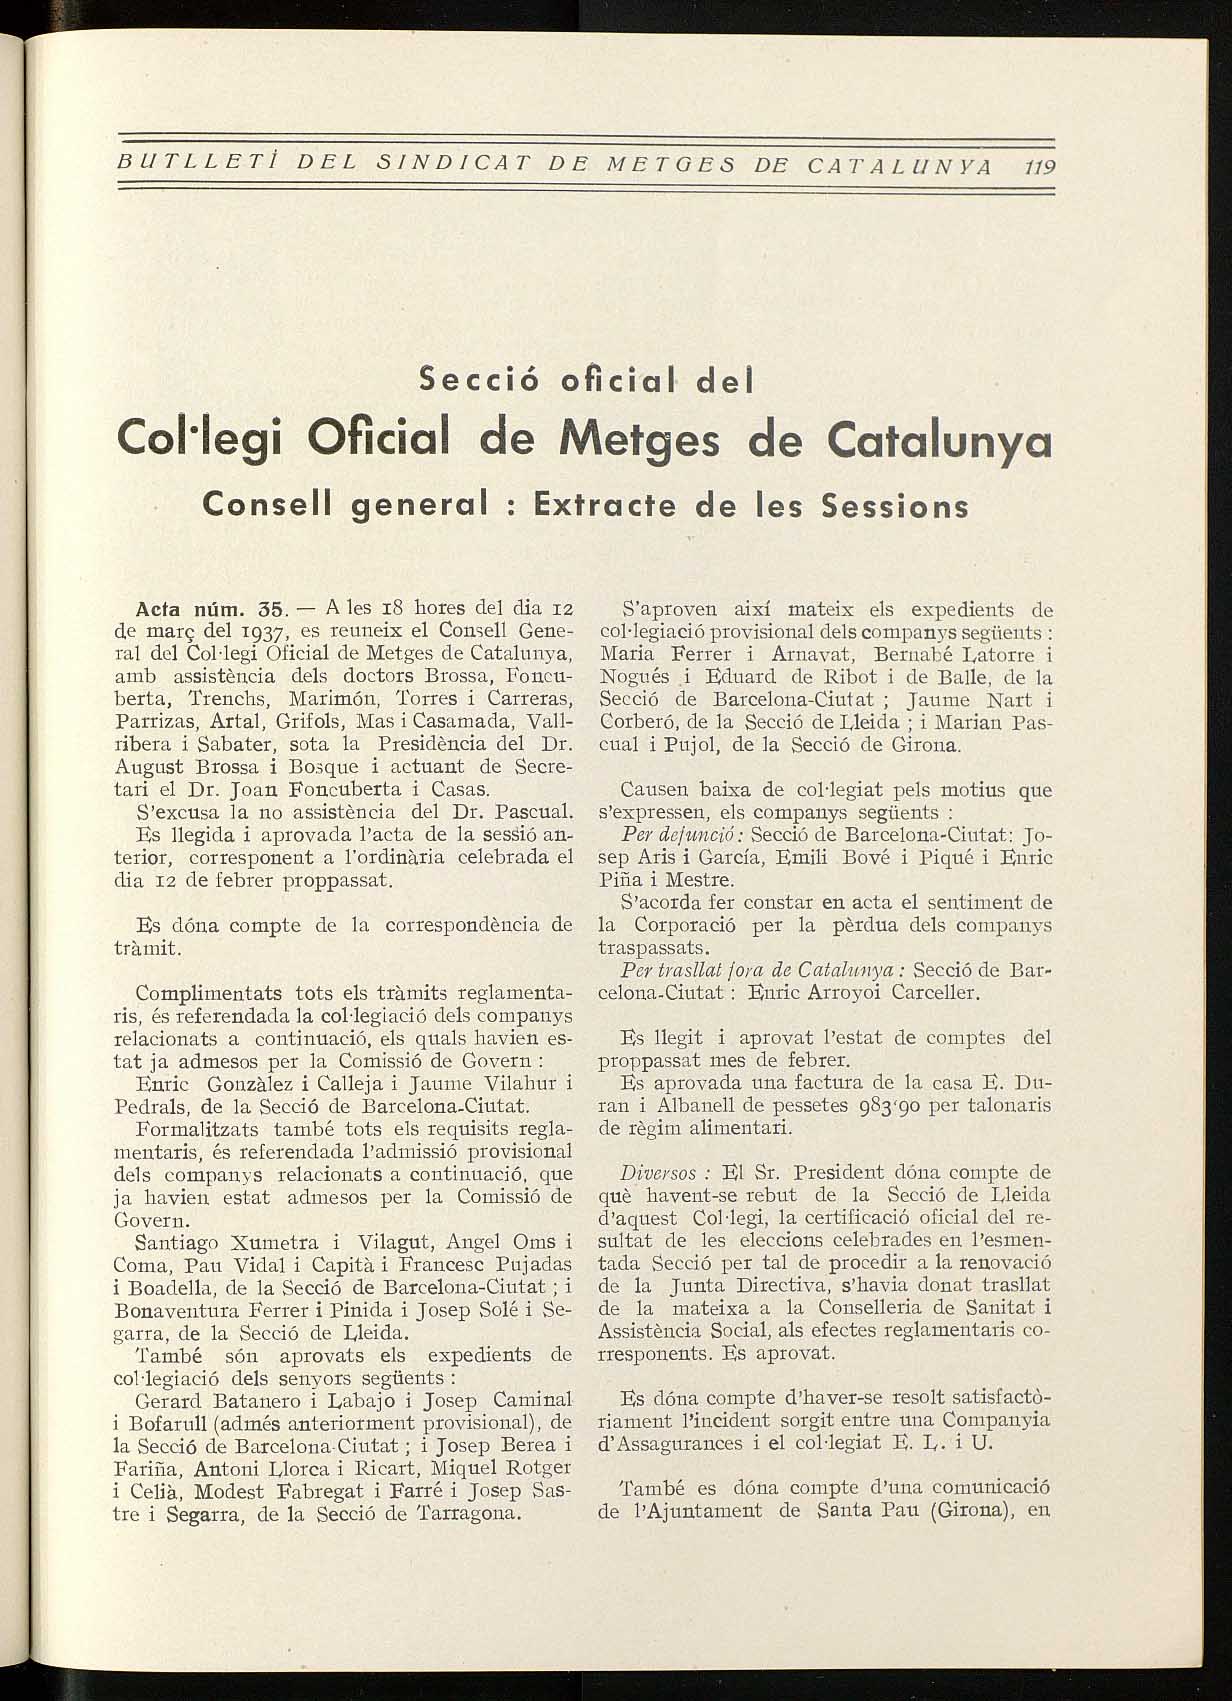 BUTLLETÍ DEL SINDICAT DE METGES DE CATALUNYA 119
Secció oficial del
Col·legi Oficial de Metges de Catalunya
Consell general : Extracte de les Sessions
Acta núm. 35. — A les 18 hores del dia 12
de març del 1937, es reuneix el Consell Gene-
ral del Col·legi Oficial de Metges de Catalunya,
amb assistència dels doctors Brossa, Foncu-
berta, Trenchs, Marimón, Torres i Carreras,
Parrizas, Artal, Grifols, Mas i Casamada, Vall-
ribera i Sabater, sota la Presidència del Dr.
August Brossa i Bosque i actuant de Secre-
tari el Dr. Joan Foncuberta i Casas.
S'excusa la no assistència del Dr. Pascual.
Es llegida i aprovada l'acta de la sessió an-
terior, corresponent a l'ordinària celebrada el
dia 12 de febrer proppassat.
Es dóna compte de la correspondència de
tràmit.
Complimentats tots els tràmits reglamenta-
ris, és referendada la col·legiació dels companys
relacionats a continuació, els quals havien es-
tat ja admesos per la Comissió de Govern :
Enric Gonzàlez i Calleja i Jaume Vilahur i
Pedrals, de la Secció de Barcelona-Ciutat.
Formalitzats també tots els requisits regla-
mentaris, és referendada l'admissió provisional
dels companys relacionats a continuació, que
ja havien estat admesos per la Comissió de
Govern.
Santiago Xumetra i Vilagut, Angel Oms i
Coma, Pau Vidal i Capità i Francesc Pujadas
i Boadella, de la Secció de Barcelona-Ciutat ; i
Bonaventura Ferrer i Pinida i Josep Solé i Se-
garra, de la Secció de Lleida.
També són aprovats els expedients de
col·legiació dels senyors següents :
Gerard Batanero i Labajo i Josep Caminal
i Bofarull (admés anteriorment provisional), de
la Secció de Barcelona-Ciutat ; i Josep Berea i
Fariña, Antoni Llorca i Ricart, Miquel Rotger
i Celià, Modest Fabregat i Farré i Josep Sas-
tre i Segarra, de la Secció de Tarragona.
S'aproven així mateix els expedients de
col·legiació provisional dels companys següents :
Maria Ferrer i Arnavat, Bernabé Latorre i
Nogués i Eduard de Ribot i de Balle, de la
Secció de Barcelona-Ciutat ; Jaume Nart i
Corberó, de la Secció de Lleida ; i Marian Pas-
cual i Pujol, de la Secció de Girona.
Causen baixa de col·legiat pels motius que
s'expressen, els companys següents :
Per defunció : Secció de Barcelona-Ciutat: Jo-
sep Aris i García, Emili Bové i Piqué i Enric
Piña i Mestre.
S'acorda fer constar en acta el sentiment de
la Corporació per la pèrdua dels companys
traspassats.
Per trasllat fora de Catalunya : Secció de Bar-
celona-Ciutat : Enric Arroyoi Carceller.
Es llegit i aprovat l'estat de comptes del
proppassat mes de febrer.
Es aprovada una factura de la casa E. Du-
ran i Albanell de pessetes 983'90 per talonaris
de règim alimentari.
Diversos : El Sr. President dóna compte de
què havent-se rebut de la Secció de Lleida
d'aquest Col·legi, la certificació oficial del re-
sultat de les eleccions celebrades en l'esmen-
tada Secció per tal de procedir a la renovació
de la Junta Directiva, s'havia donat trasllat
de la mateixa a la Conselleria de Sanitat i
Assistència Social, als efectes reglamentaris co-
rresponents. Es aprovat.
Es dóna compte d'haver-se resolt satisfactò-
riament l'incident sorgit entre una Companyia
d'Assagurances i el col·legiat E. L. i U.
També es dóna compte d'una comunicació
de l'Ajuntament de Santa Pau (Girona), en